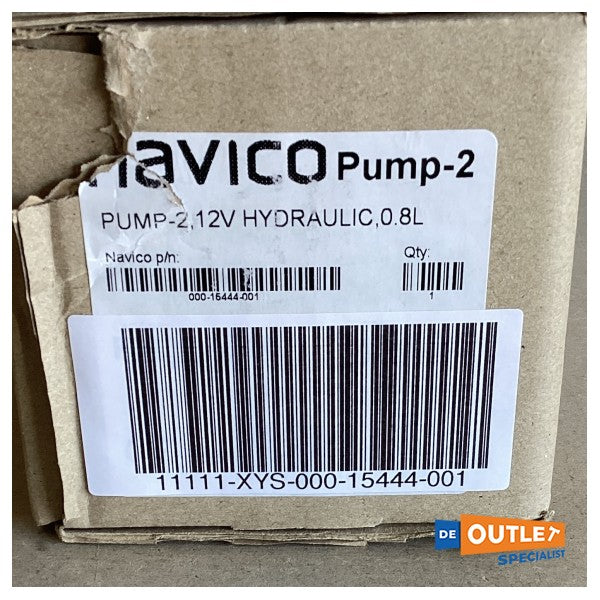 navico Pump-2
PUMP-2,12V HYDRAULIC,0.8L
Navico p/n: Qty:
000-15444-001 1
11111-XYS-000-15444-001
DE OUTLET
SPECIALIST